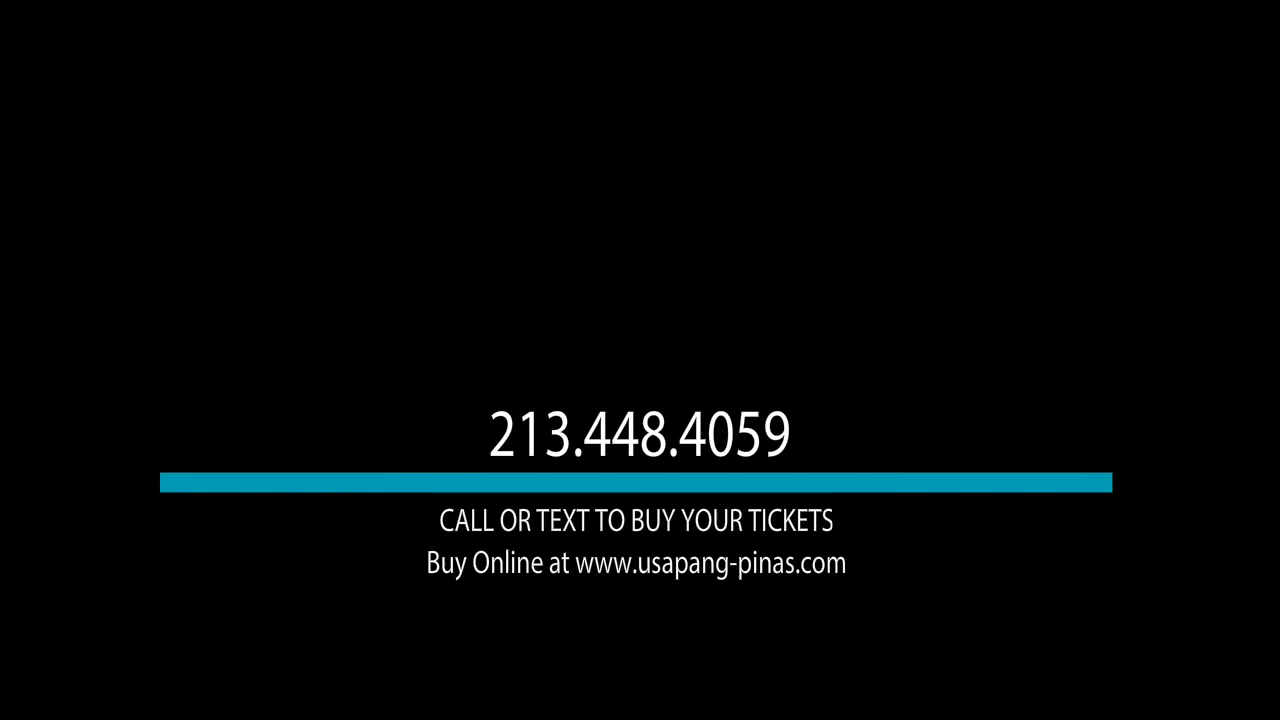 213.448.4059
CALL OR TEXT TO BUY YOUR TICKETS
Buy Online at www.usapang-pinas.com